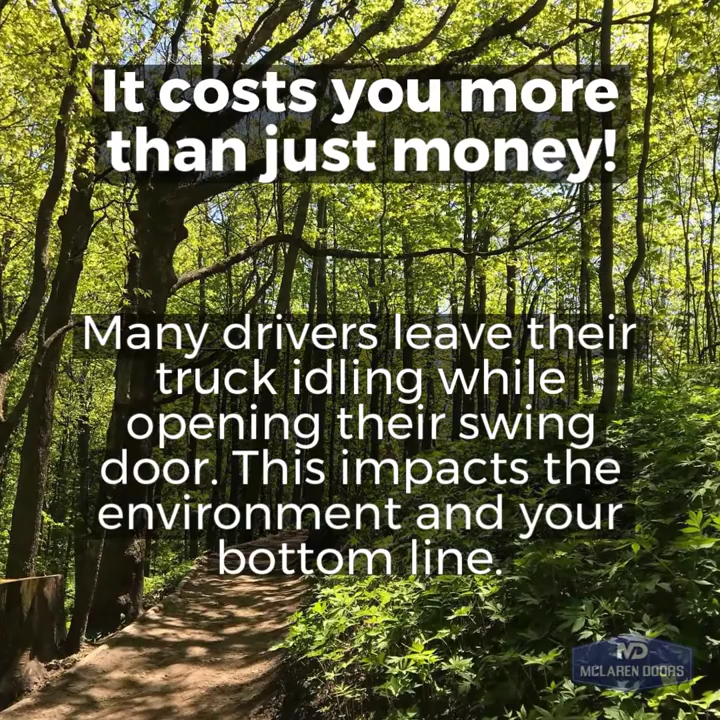 It costs you more
than just money!
Many drivers leave their
truck idling while
opening their swing
door. This impacts the
environment and your
bottom line.
MD
MCLAREN DOORS